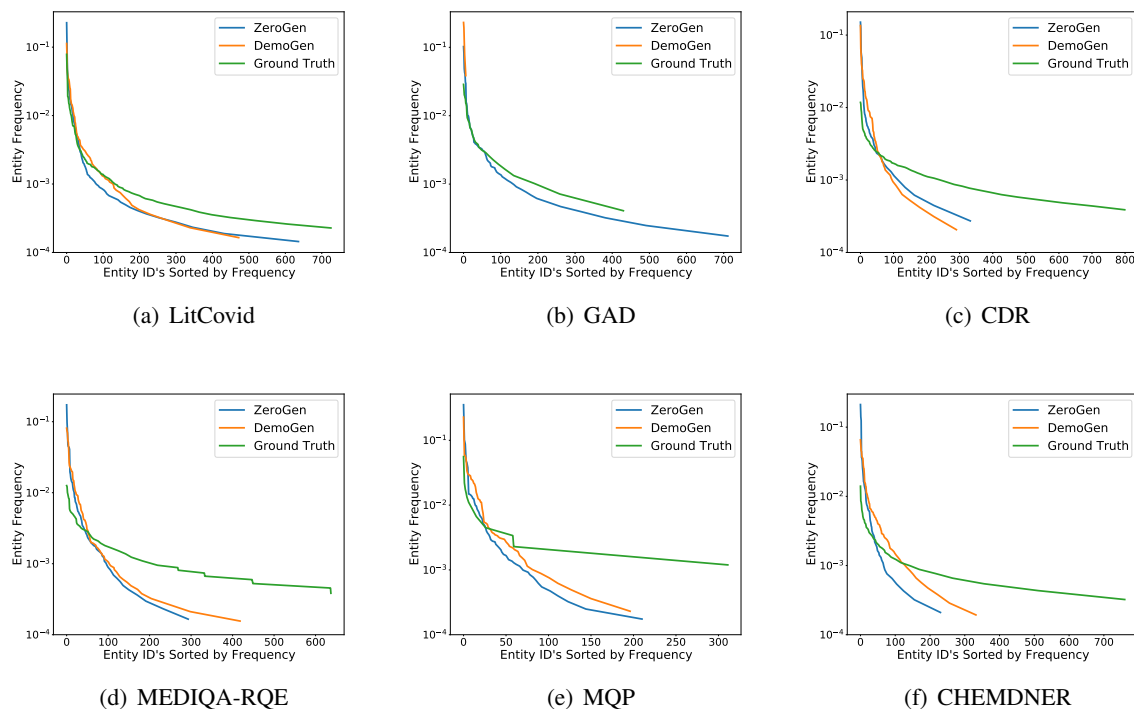 ZeroGen
DemoGen
Ground Truth
Entity Frequency
10⁻¹
10⁻²
10⁻³
10⁻⁴
0 100 200 300 400 500 600 700
Entity ID's Sorted by Frequency
(a) LitCovid
ZeroGen
DemoGen
Ground Truth
Entity Frequency
10⁻¹
10⁻²
10⁻³
10⁻⁴
0 100 200 300 400 500 600 700
Entity ID's Sorted by Frequency
(b) GAD
ZeroGen
DemoGen
Ground Truth
Entity Frequency
10⁻¹
10⁻²
10⁻³
10⁻⁴
0 100 200 300 400 500 600 700 800
Entity ID's Sorted by Frequency
(c) CDR
ZeroGen
DemoGen
Ground Truth
Entity Frequency
10⁻¹
10⁻²
10⁻³
10⁻⁴
0 100 200 300 400 500 600
Entity ID's Sorted by Frequency
(d) MEDIQA-RQE
ZeroGen
DemoGen
Ground Truth
Entity Frequency
10⁻¹
10⁻²
10⁻³
10⁻⁴
0 50 100 150 200 250 300
Entity ID's Sorted by Frequency
(e) MQP
ZeroGen
DemoGen
Ground Truth
Entity Frequency
10⁻¹
10⁻²
10⁻³
10⁻⁴
0 100 200 300 400 500 600 700
Entity ID's Sorted by Frequency
(f) CHEMDNER